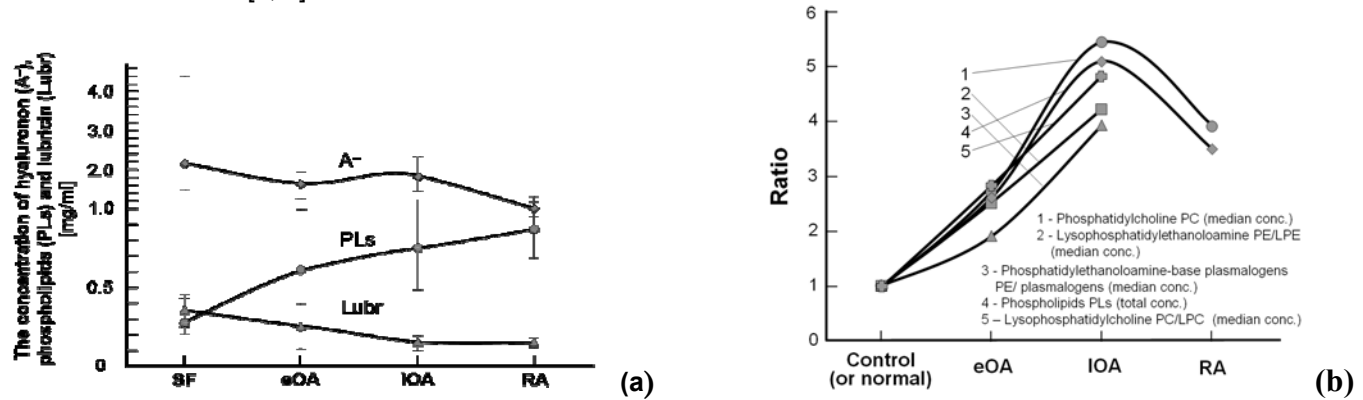 The concentration of hyaluronon (A⁻),
phospholipids (PLs) and lubricin (Lubr)
[mg/ml]
4.0
3.0
2.0
1.0
0.5
0
A⁻
PLs
Lubr
SF eOA lOA RA
(a)
Ratio
6
5
4
3
2
1
0
1
2
3
4
5
1 - Phosphatidylcholine PC (median conc.)
2 - Lysophosphatidylethanoloamine PE/LPE
(median conc.)
3 - Phosphatidylethanoloamine-base plasmalogens
PE/ plasmalogens (median conc.)
4 - Phospholipids PLs (total conc.)
5 – Lysophosphatidylcholine PC/LPC (median conc.)
Control
(or normal)
eOA lOA RA
(b)